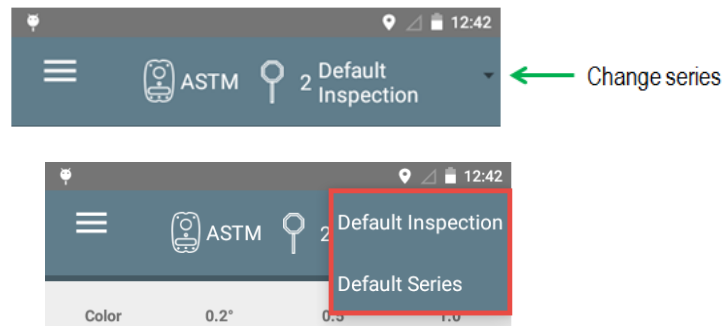 12:42
ASTM 2 Default Inspection
Change series
12:42
ASTM 2 Default Inspection
Default Series
Color 0.2° 0.5 1.0